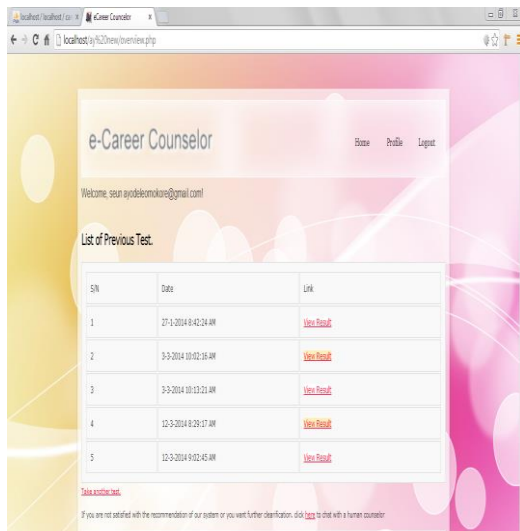 localhost / localhost / car
eCareer Counselor
localhost/ay%20new/overview.php
e-Career Counselor
Home Profile Logout
Welcome, seun ayodeleomokore@gmail.com!
List of Previous Test.
S/N Date Link
1 27-1-2014 8:42:24 AM View Result
2 3-3-2014 10:02:16 AM View Result
3 3-3-2014 10:13:21 AM View Result
4 12-3-2014 8:29:17 AM View Result
5 12-3-2014 9:02:45 AM View Result
Take another test.
If you are not satisfied with the recommendation of our system or you want further clearification. click here to chat with a human counselor